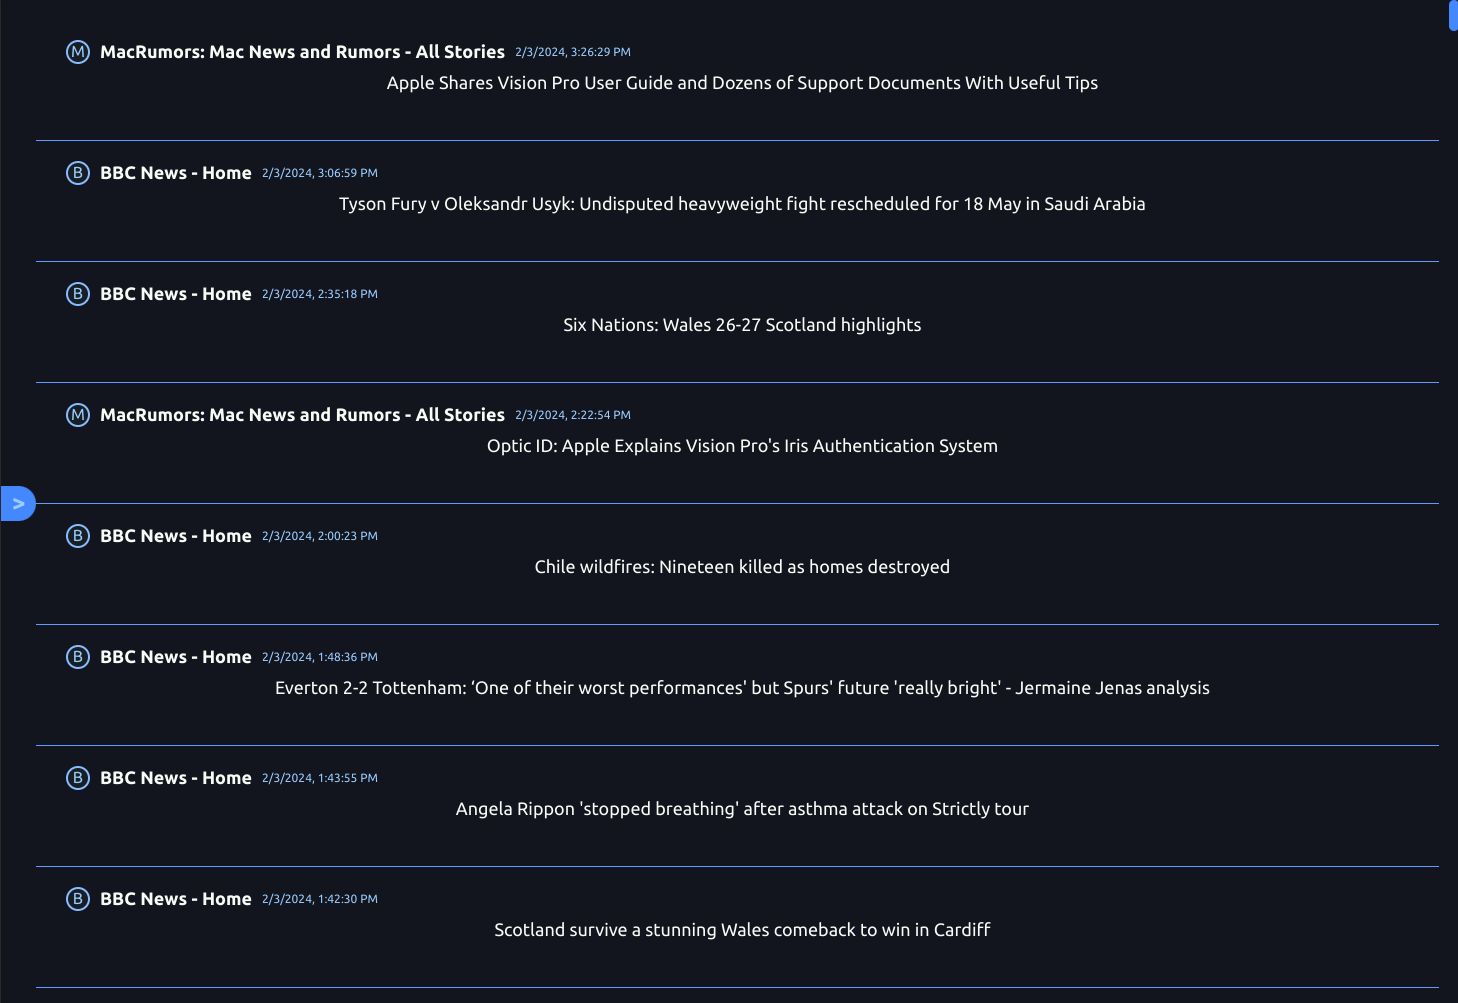 M MacRumors: Mac News and Rumors - All Stories 2/3/2024, 3:26:29 PM
Apple Shares Vision Pro User Guide and Dozens of Support Documents With Useful Tips
B BBC News - Home 2/3/2024, 3:06:59 PM
Tyson Fury v Oleksandr Usyk: Undisputed heavyweight fight rescheduled for 18 May in Saudi Arabia
B BBC News - Home 2/3/2024, 2:35:18 PM
Six Nations: Wales 26-27 Scotland highlights
M MacRumors: Mac News and Rumors - All Stories 2/3/2024, 2:22:54 PM
Optic ID: Apple Explains Vision Pro's Iris Authentication System
>
B BBC News - Home 2/3/2024, 2:00:23 PM
Chile wildfires: Nineteen killed as homes destroyed
B BBC News - Home 2/3/2024, 1:48:36 PM
Everton 2-2 Tottenham: ‘One of their worst performances' but Spurs' future 'really bright' - Jermaine Jenas analysis
B BBC News - Home 2/3/2024, 1:43:55 PM
Angela Rippon 'stopped breathing' after asthma attack on Strictly tour
B BBC News - Home 2/3/2024, 1:42:30 PM
Scotland survive a stunning Wales comeback to win in Cardiff